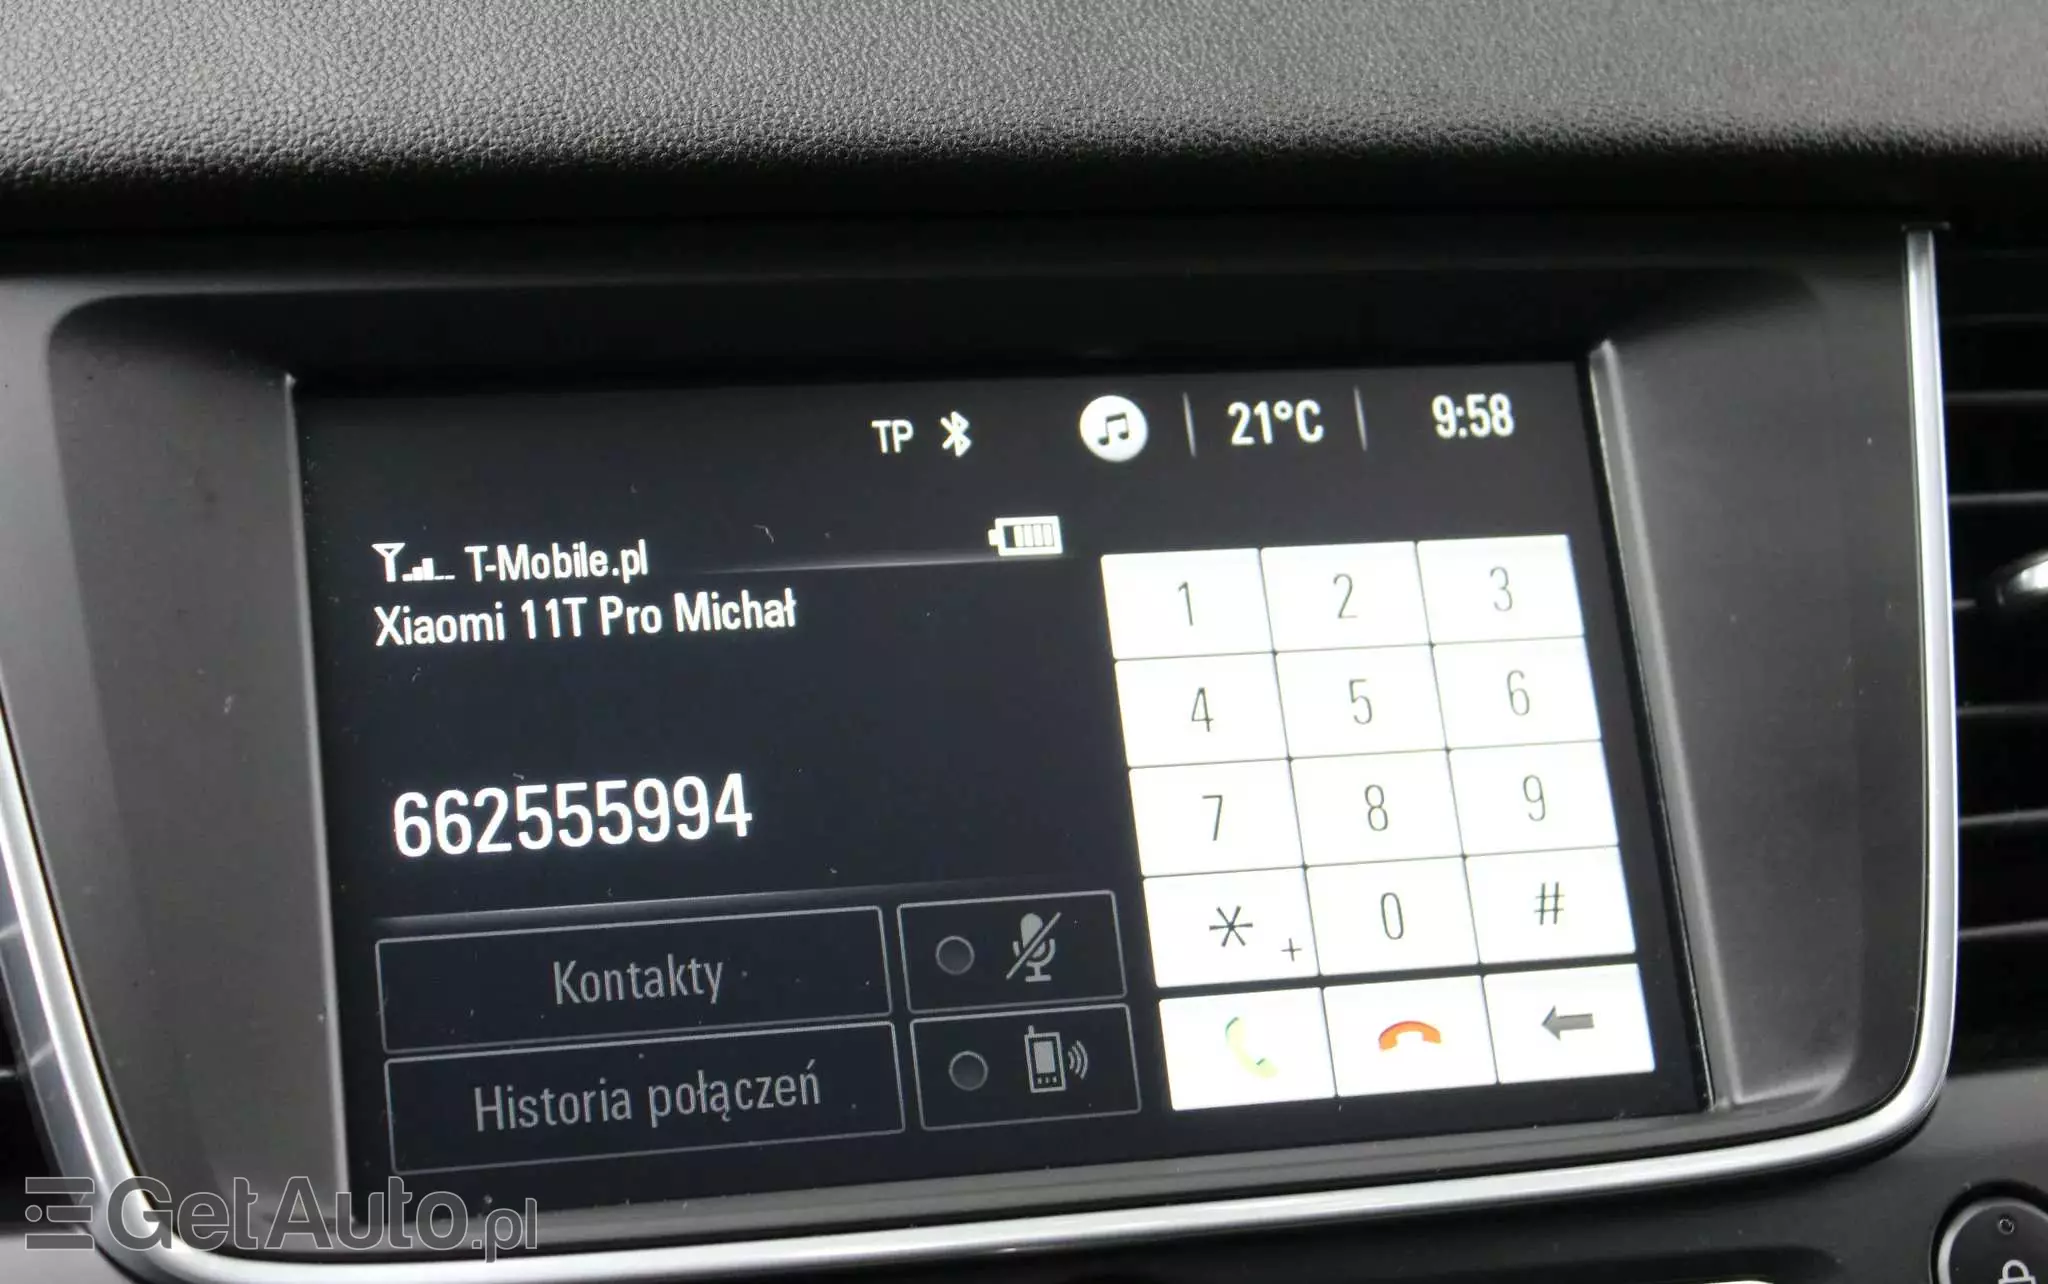 TP 21°C 9:58
T-Mobile.pl
Xiaomi 11T Pro Michał
662555994
Kontakty
Historia połączeń
1 2 3
4 5 6
7 8 9
* + 0 #
GetAuto.pl